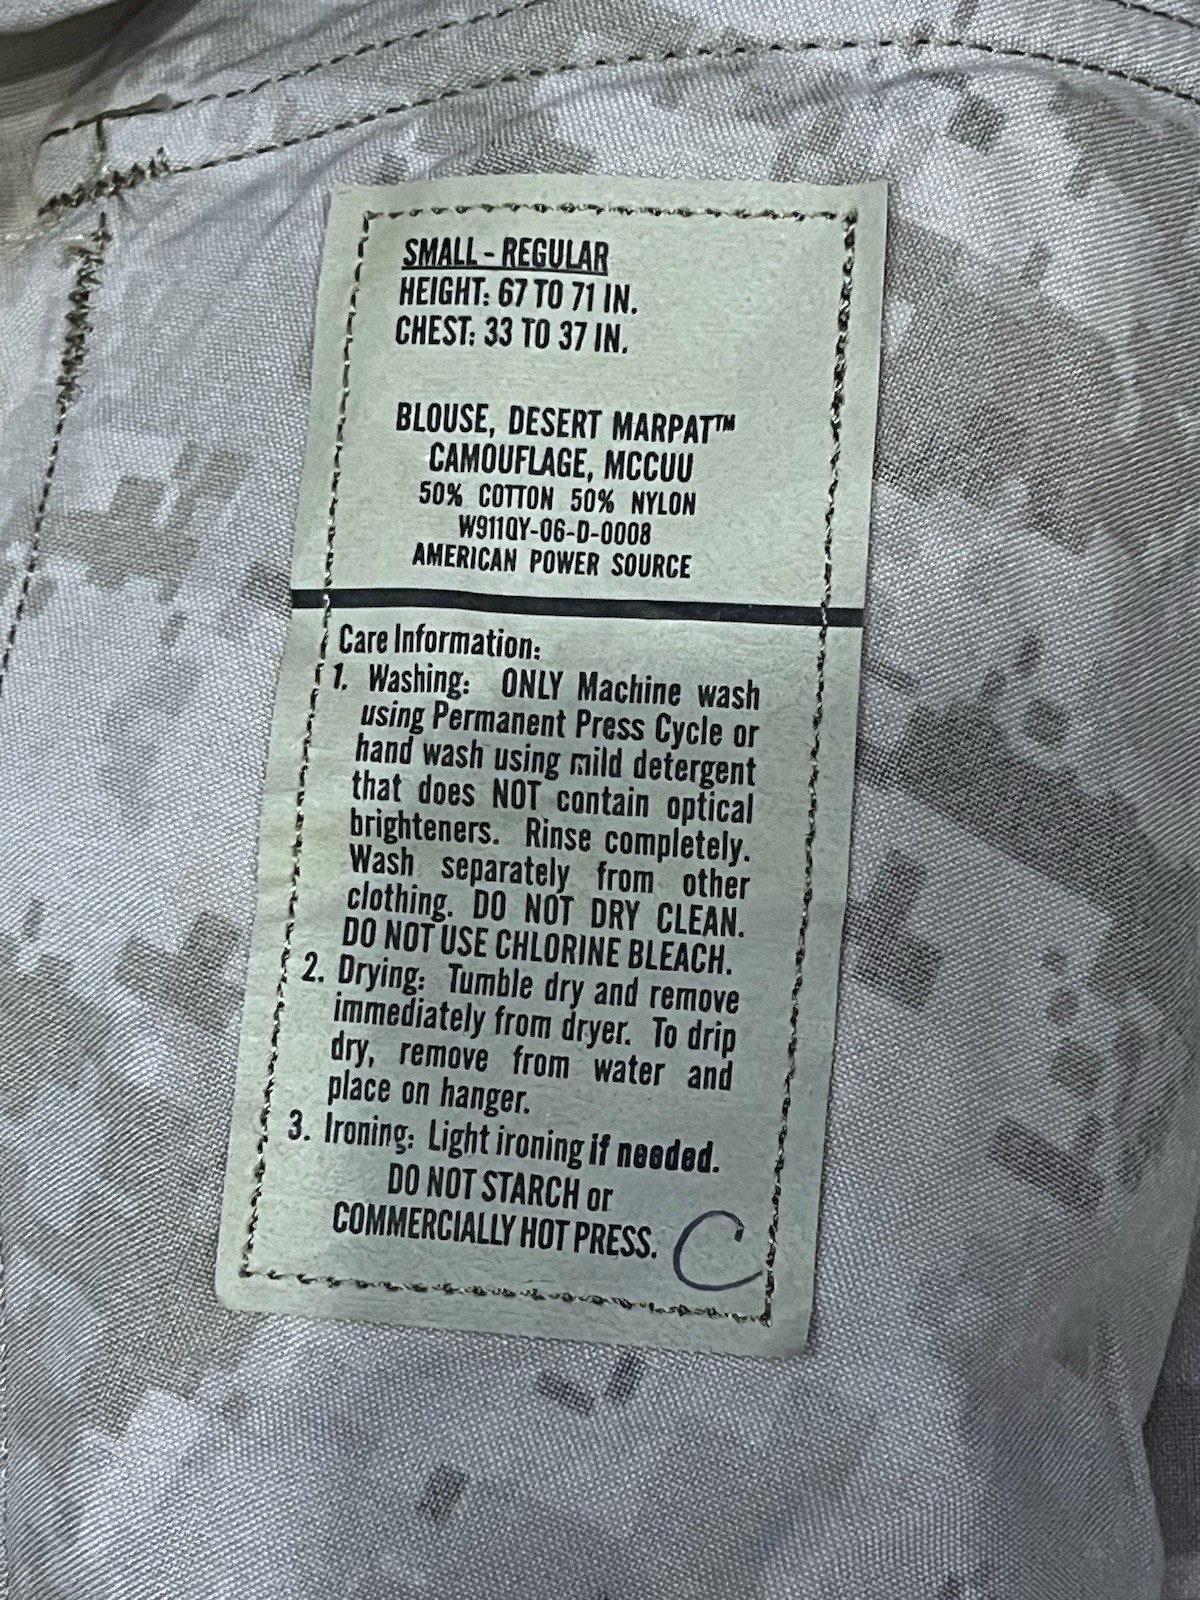 SMALL - REGULAR
HEIGHT: 67 TO 71 IN.
CHEST: 33 TO 37 IN.
BLOUSE, DESERT MARPAT™
CAMOUFLAGE, MCCUU
50% COTTON 50% NYLON
W911QY-06-D-0008
AMERICAN POWER SOURCE
Care Information:
1. Washing: ONLY Machine wash
using Permanent Press Cycle or
hand wash using mild detergent
that does NOT contain optical
brighteners. Rinse completely.
Wash separately from other
clothing. DO NOT DRY CLEAN.
DO NOT USE CHLORINE BLEACH.
2. Drying: Tumble dry and remove
immediately from dryer. To drip
dry, remove from water and
place on hanger.
3. Ironing: Light ironing if needed.
DO NOT STARCH or
COMMERCIALLY HOT PRESS.
C